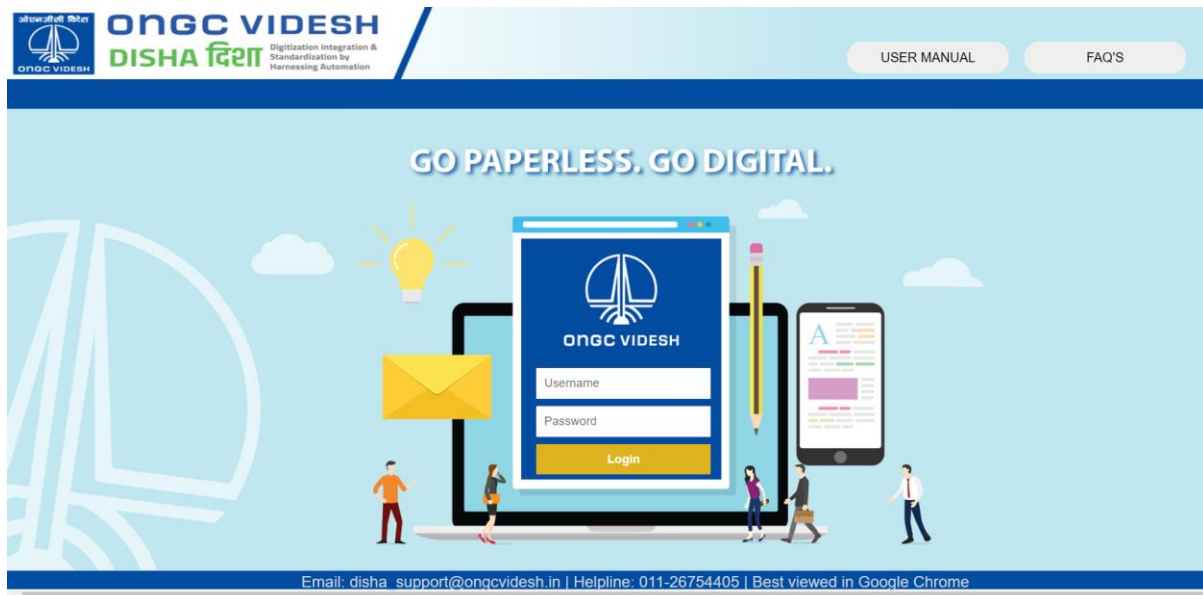 ओएनजीसी विदेश
ONGC VIDESH
ONGC VIDESH
DISHA दिशा
Digitization Integration &
Standardization by
Harnessing Automation
USER MANUAL
FAQ'S
GO PAPERLESS. GO DIGITAL.
ONGC VIDESH
Username
Password
Login
A
Email: disha_support@ongcvidesh.in | Helpline: 011-26754405 | Best viewed in Google Chrome